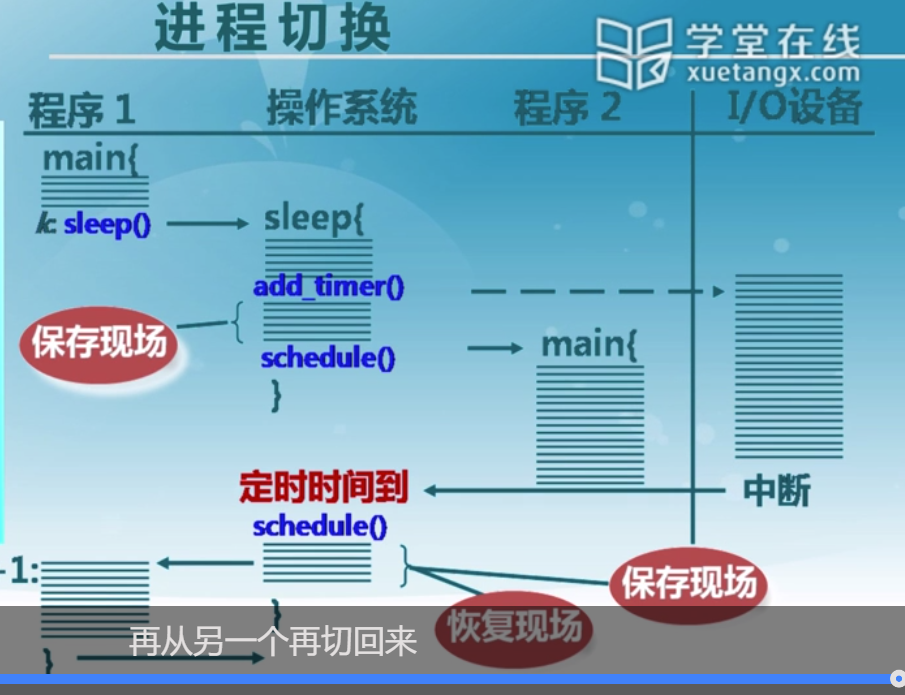 进程切换
学堂在线
xuetangx.com
程序 1
操作系统
程序 2
I/O设备
main{
k: sleep()
sleep{
add_timer()
保存现场
schedule()
main{
}
定时时间到
中断
schedule()
-1:
保存现场
恢复现场
}
再从另一个再切回来
}